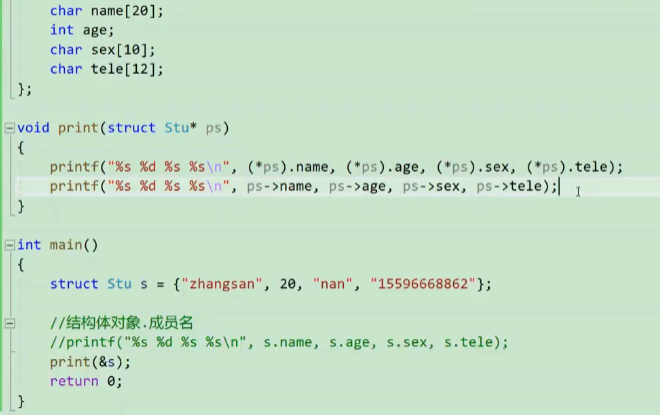 char name[20];
    int age;
    char sex[10];
    char tele[12];
};

void print(struct Stu* ps)
{
    printf("%s %d %s %s\n", (*ps).name, (*ps).age, (*ps).sex, (*ps).tele);
    printf("%s %d %s %s\n", ps->name, ps->age, ps->sex, ps->tele);
}

int main()
{
    struct Stu s = {"zhangsan", 20, "nan", "15596668862"};

    //结构体对象.成员名
    //printf("%s %d %s %s\n", s.name, s.age, s.sex, s.tele);
    print(&s);
    return 0;
}